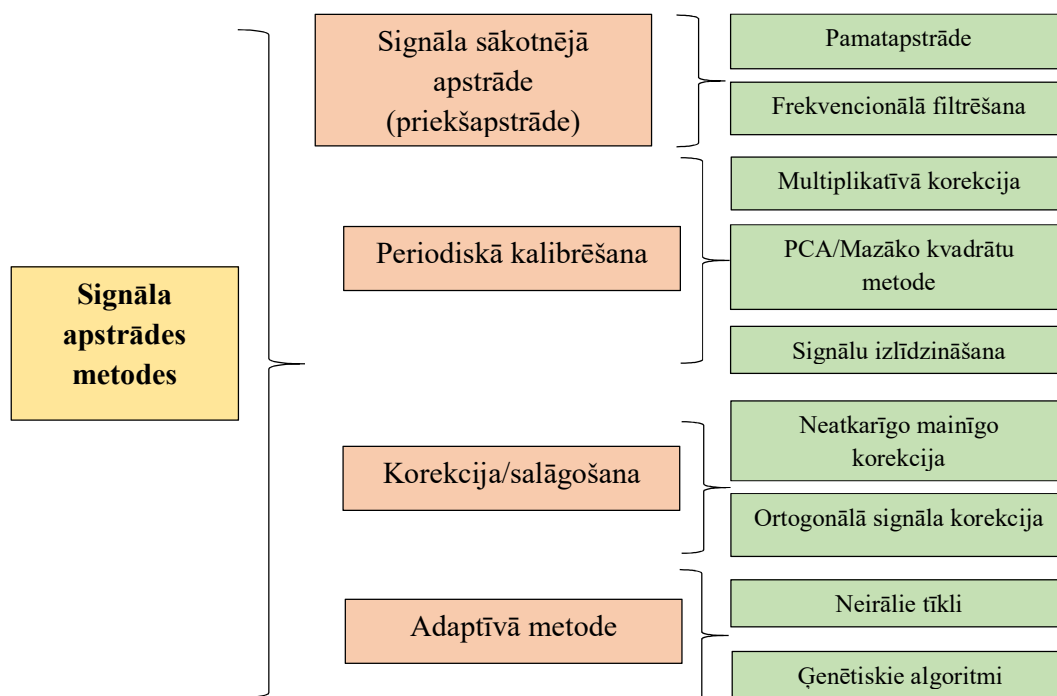 Signāla
apstrādes
metodes
Signāla sākotnējā
apstrāde
(priekšapstrāde)
Pamatapstrāde
Frekvencionālā filtrēšana
Periodiskā kalibrēšana
Multiplikatīvā korekcija
PCA/Mazāko kvadrātu
metode
Signālu izlīdzināšana
Korekcija/salāgošana
Neatkarīgo mainīgo
korekcija
Ortogonālā signāla korekcija
Adaptīvā metode
Neirālie tīkli
Ģenētiskie algoritmi